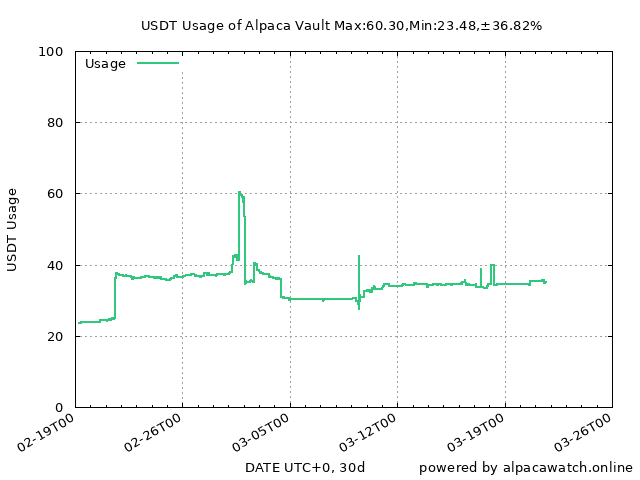 USDT Usage of Alpaca Vault Max:60.30,Min:23.48,±36.82%
100
Usage
80
60
USDT Usage
40
20
0
02-19T00
02-26T00
03-05T00
03-12T00
03-19T00
03-26T00
DATE UTC+0, 30d
powered by alpacawatch.online